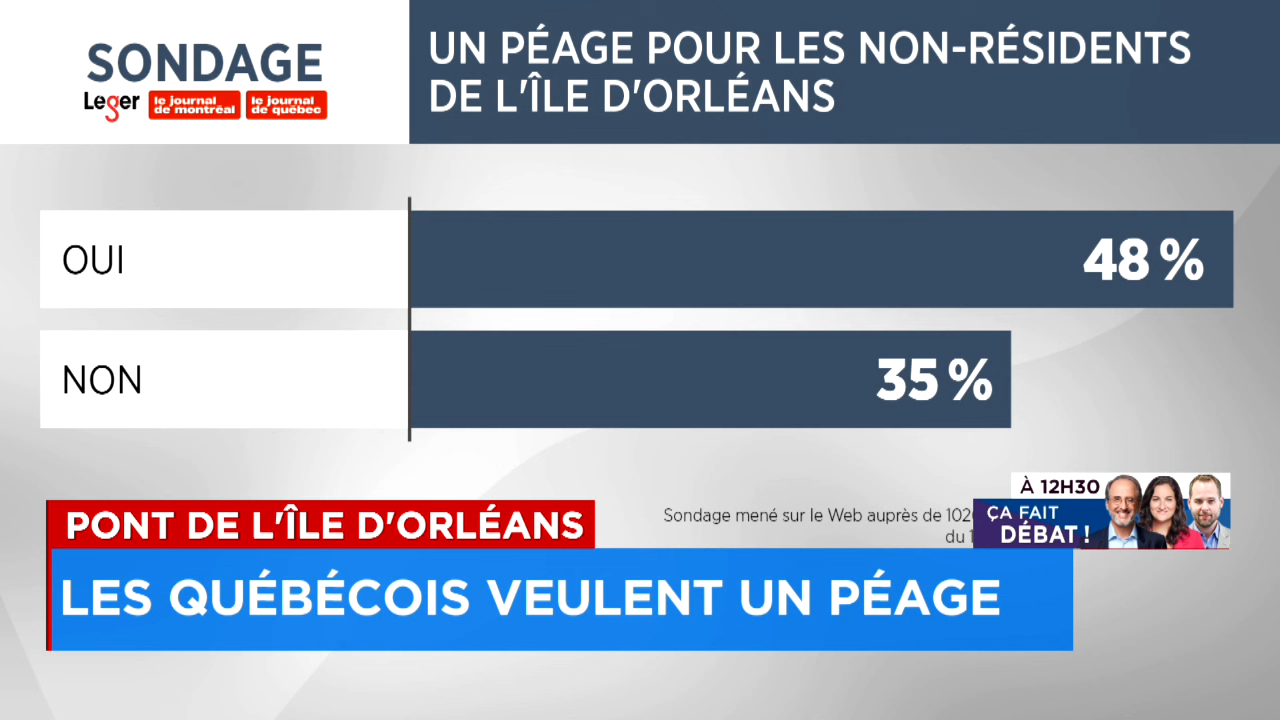 SONDAGE
Leger le journal de montréal le journal de québec
UN PÉAGE POUR LES NON-RÉSIDENTS
DE L'ÎLE D'ORLÉANS
OUI
48 %
NON
35 %
À 12H30
ÇA FAIT
DÉBAT !
Sondage mené sur le Web auprès de
du
PONT DE L'ÎLE D'ORLÉANS
LES QUÉBÉCOIS VEULENT UN PÉAGE